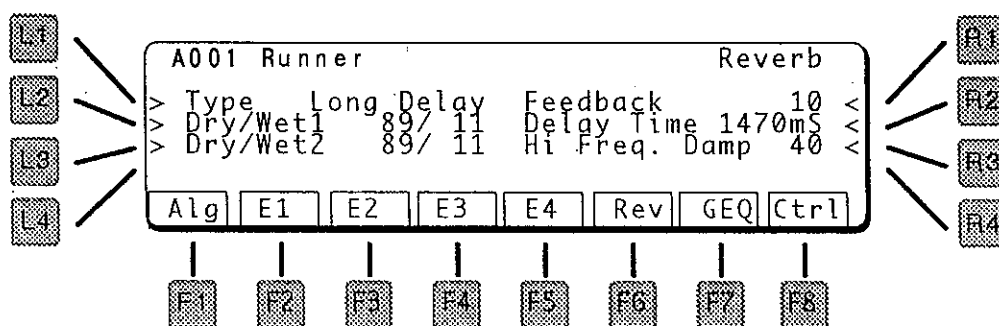 L1
R1
A001 Runner Reverb
L2
R2
> Type Long Delay Feedback 10 <
> Dry/Wet1 89/ 11 Delay Time 1470mS <
> Dry/Wet2 89/ 11 Hi Freq. Damp 40 <
L3
R3
L4
R4
Alg E1 E2 E3 E4 Rev GEQ Ctrl
F1 F2 F3 F4 F5 F6 F7 F8